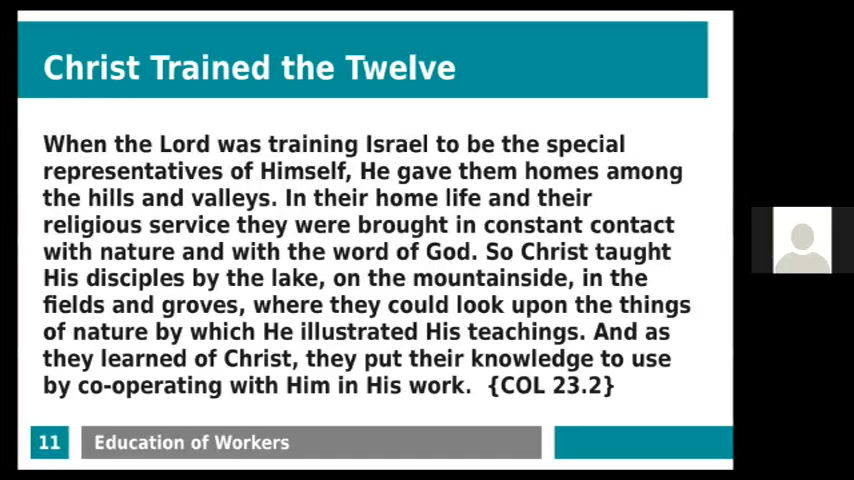 Christ Trained the Twelve
When the Lord was training Israel to be the special
representatives of Himself, He gave them homes among
the hills and valleys. In their home life and their
religious service they were brought in constant contact
with nature and with the word of God. So Christ taught
His disciples by the lake, on the mountainside, in the
fields and groves, where they could look upon the things
of nature by which He illustrated His teachings. And as
they learned of Christ, they put their knowledge to use
by co-operating with Him in His work.  {COL 23.2}
11 Education of Workers